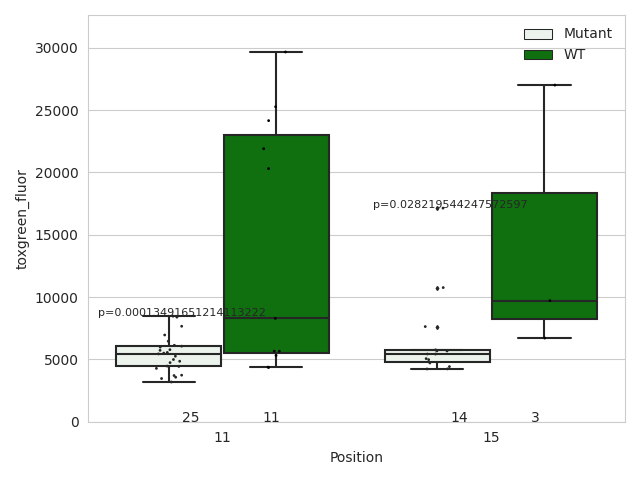 Mutant
WT
30000
25000
20000
15000
10000
5000
0
toxgreen_fluor
p=0.00013491651214113222
p=0.028219544247572597
25 11 14 3
11 15
Position